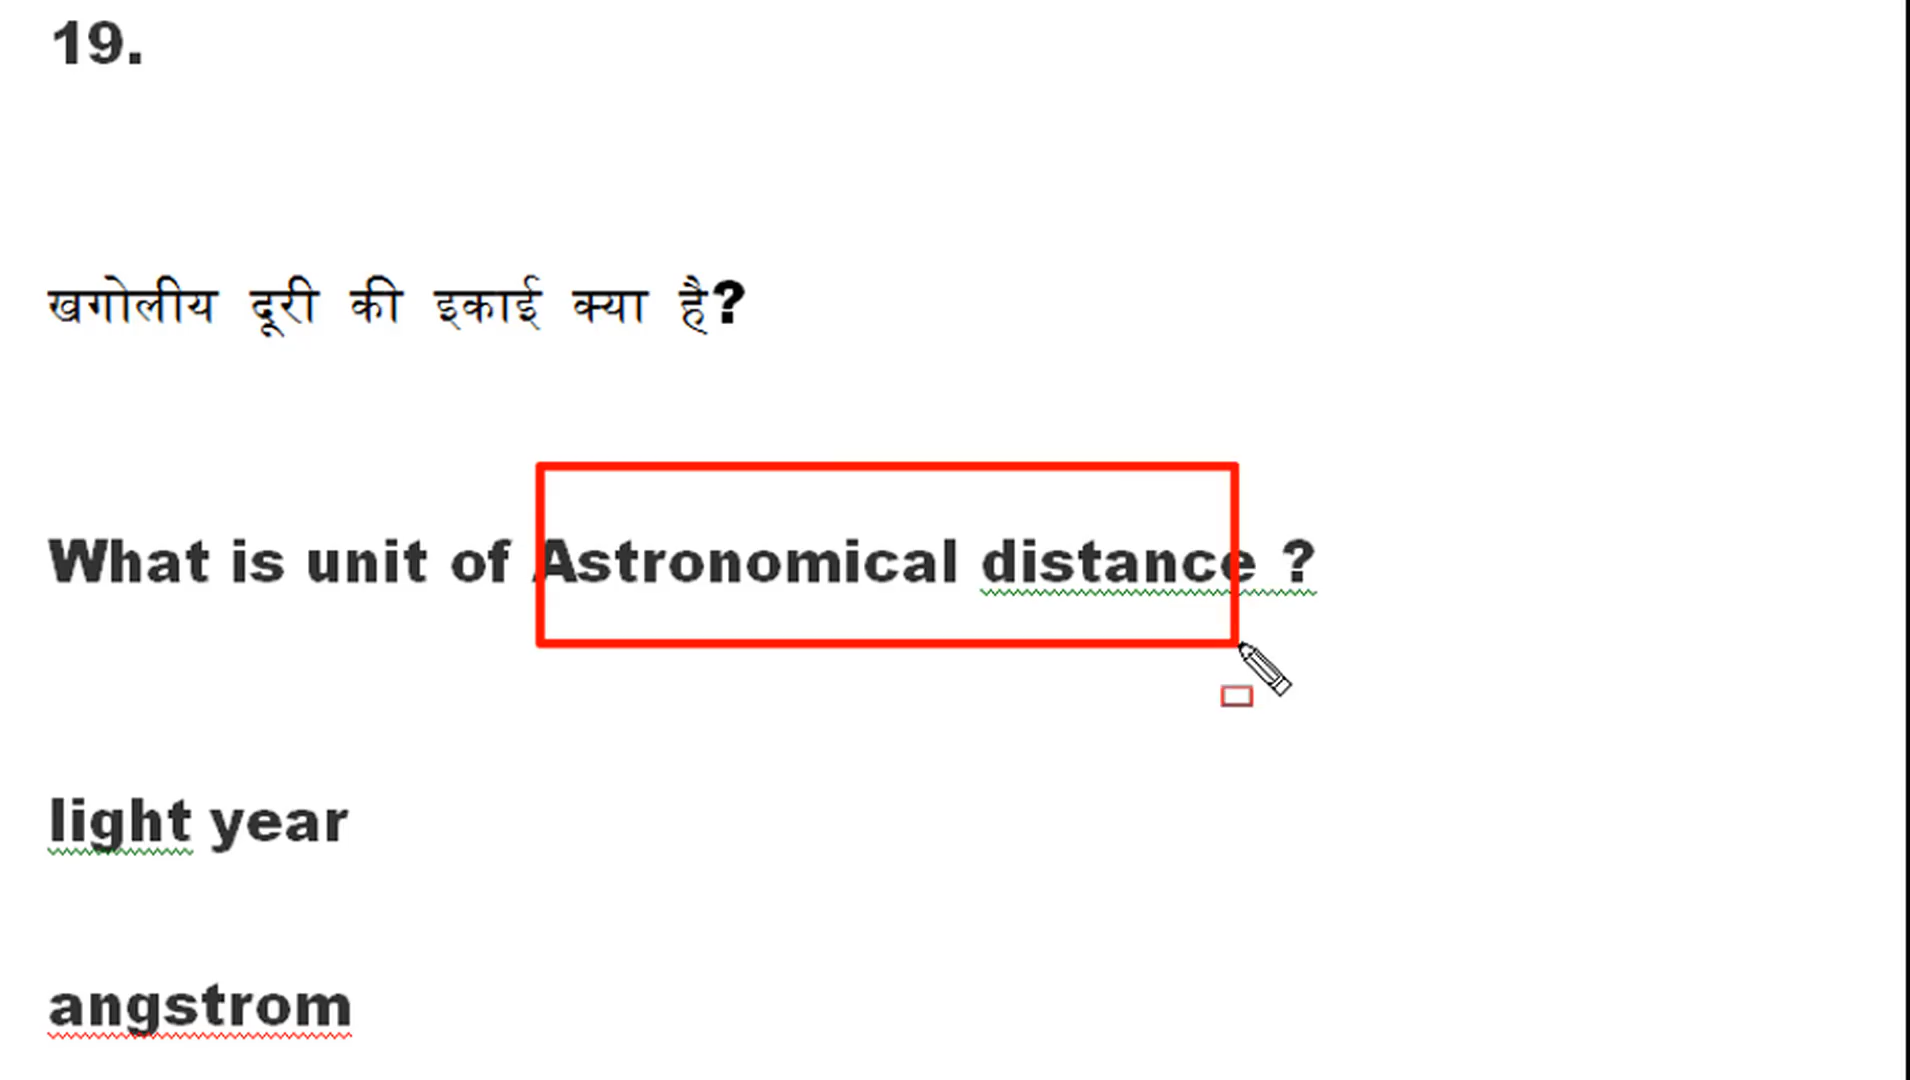 19.
खगोलीय दूरी की इकाई क्या है?
What is unit of Astronomical distance ?
light year
angstrom